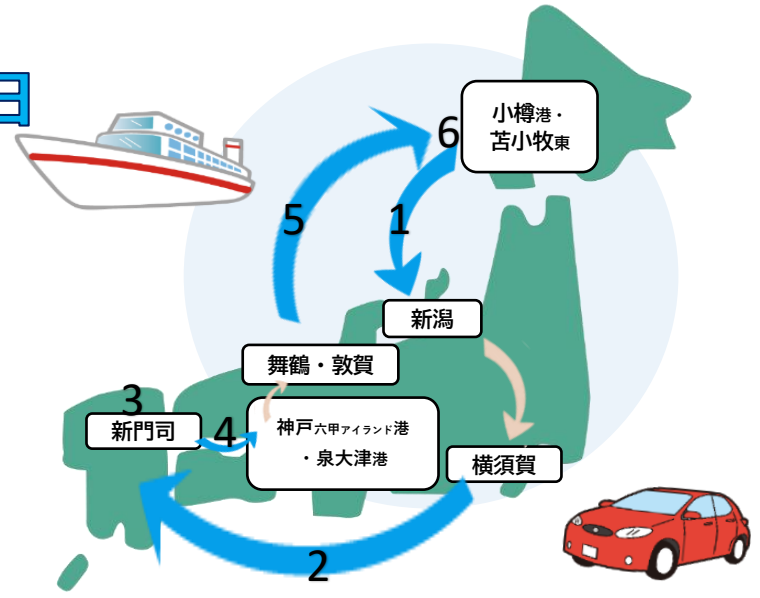 日
6
小樽港・
苫小牧東
5
1
新潟
舞鶴・敦賀
3
新門司
4
神戸六甲アイランド港
・泉大津港
横須賀
2